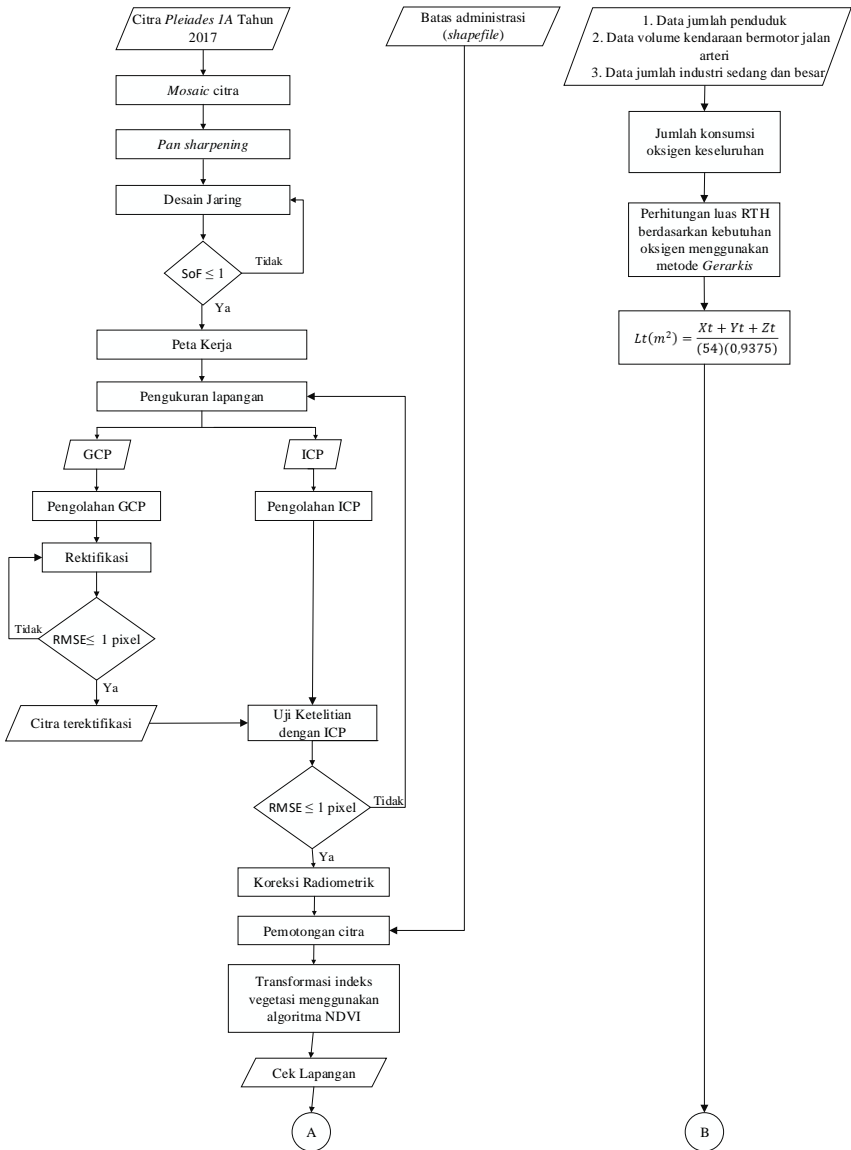 Citra Pleiades 1A Tahun
2017
Batas administrasi
(shapefile)
1. Data jumlah penduduk
2. Data volume kendaraan bermotor jalan
arteri
3. Data jumlah industri sedang dan besar
Mosaic citra
Pan sharpening
Desain Jaring
Tidak
SoF ≤ 1
Ya
Peta Kerja
Pengukuran lapangan
GCP
ICP
Pengolahan GCP
Pengolahan ICP
Rektifikasi
Tidak
RMSE≤ 1 pixel
Ya
Citra terektifikasi
Uji Ketelitian
dengan ICP
RMSE ≤ 1 pixel
Tidak
Ya
Koreksi Radiometrik
Pemotongan citra
Transformasi indeks
vegetasi menggunakan
algoritma NDVI
Cek Lapangan
A
Jumlah konsumsi
oksigen keseluruhan
Perhitungan luas RTH
berdasarkan kebutuhan
oksigen menggunakan
metode Gerarkis
Lt(m²) = (Xt + Yt + Zt) / (54)(0,9375)
B